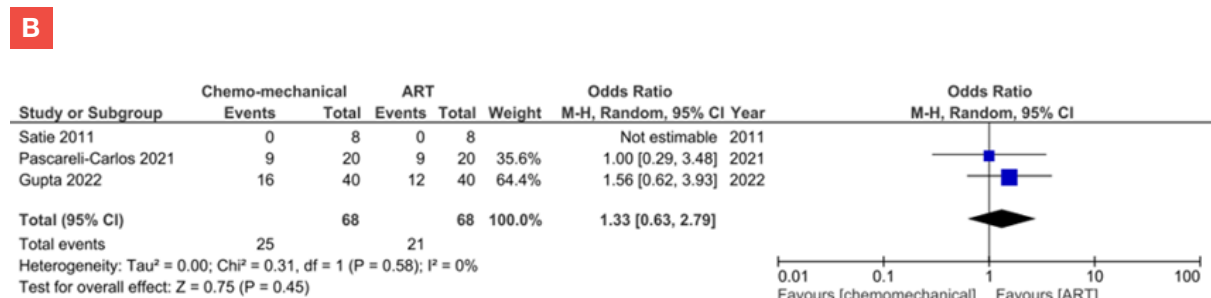 B
Chemo-mechanical ART Odds Ratio Odds Ratio
Study or Subgroup Events Total Events Total Weight M-H, Random, 95% CI Year M-H, Random, 95% CI
Satie 2011 0 8 0 8 Not estimable 2011
Pascareli-Carlos 2021 9 20 9 20 35.6% 1.00 [0.29, 3.48] 2021
Gupta 2022 16 40 12 40 64.4% 1.56 [0.62, 3.93] 2022
Total (95% CI) 68 68 100.0% 1.33 [0.63, 2.79]
Total events 25 21
Heterogeneity: Tau² = 0.00; Chi² = 0.31, df = 1 (P = 0.58); I² = 0%
Test for overall effect: Z = 0.75 (P = 0.45)
0.01 0.1 1 10 100
Favours [chemomechanical] Favours [ART]